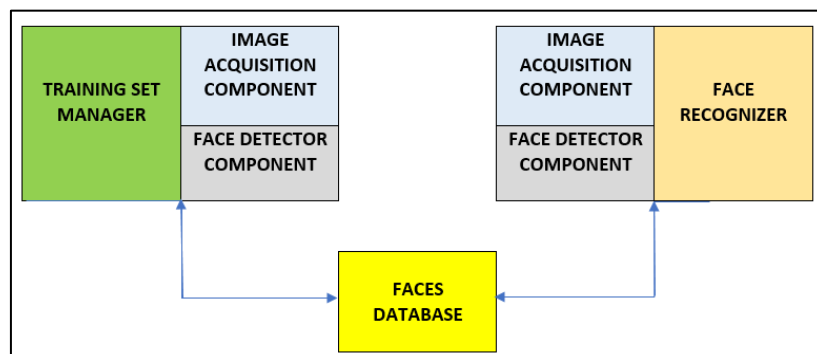 TRAINING SET
MANAGER
IMAGE
ACQUISITION
COMPONENT
FACE DETECTOR
COMPONENT
IMAGE
ACQUISITION
COMPONENT
FACE DETECTOR
COMPONENT
FACE
RECOGNIZER
FACES
DATABASE